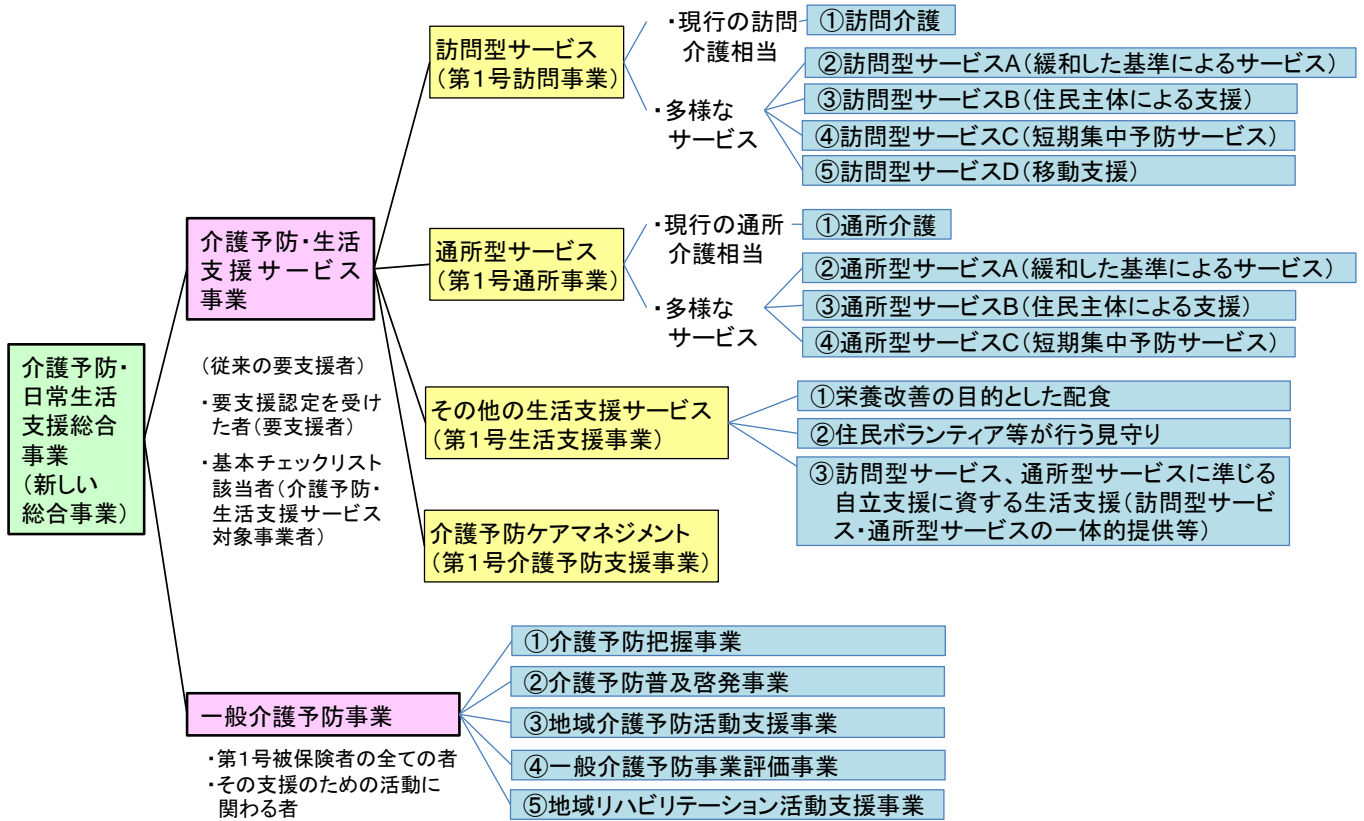 介護予防・
日常生活
支援総合
事業
（新しい
総合事業）
介護予防・生活
支援サービス
事業
（従来の要支援者）
・要支援認定を受け
た者（要支援者）
・基本チェックリスト
該当者（介護予防・
生活支援サービス
対象事業者）
訪問型サービス
（第1号訪問事業）
・現行の訪問
介護相当
①訪問介護
・多様な
サービス
②訪問型サービスA（緩和した基準によるサービス）
③訪問型サービスB（住民主体による支援）
④訪問型サービスC（短期集中予防サービス）
⑤訪問型サービスD（移動支援）
通所型サービス
（第1号通所事業）
・現行の通所
介護相当
①通所介護
・多様な
サービス
②通所型サービスA（緩和した基準によるサービス）
③通所型サービスB（住民主体による支援）
④通所型サービスC（短期集中予防サービス）
その他の生活支援サービス
（第1号生活支援事業）
①栄養改善の目的とした配食
②住民ボランティア等が行う見守り
③訪問型サービス、通所型サービスに準じる
自立支援に資する生活支援（訪問型サービ
ス・通所型サービスの一体的提供等）
介護予防ケアマネジメント
（第1号介護予防支援事業）
一般介護予防事業
・第1号被保険者の全ての者
・その支援のための活動に
関わる者
①介護予防把握事業
②介護予防普及啓発事業
③地域介護予防活動支援事業
④一般介護予防事業評価事業
⑤地域リハビリテーション活動支援事業